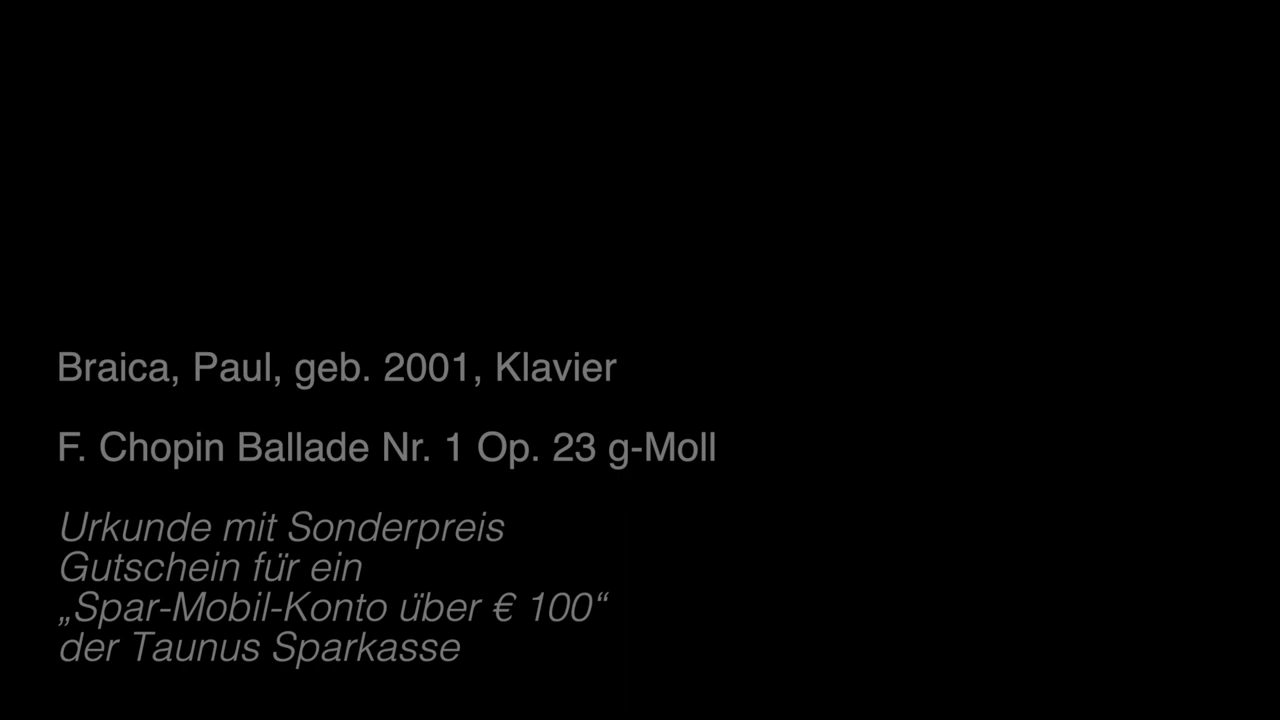 Braica, Paul, geb. 2001, Klavier
F. Chopin Ballade Nr. 1 Op. 23 g-Moll
Urkunde mit Sonderpreis
Gutschein für ein
„Spar-Mobil-Konto über € 100“
der Taunus Sparkasse